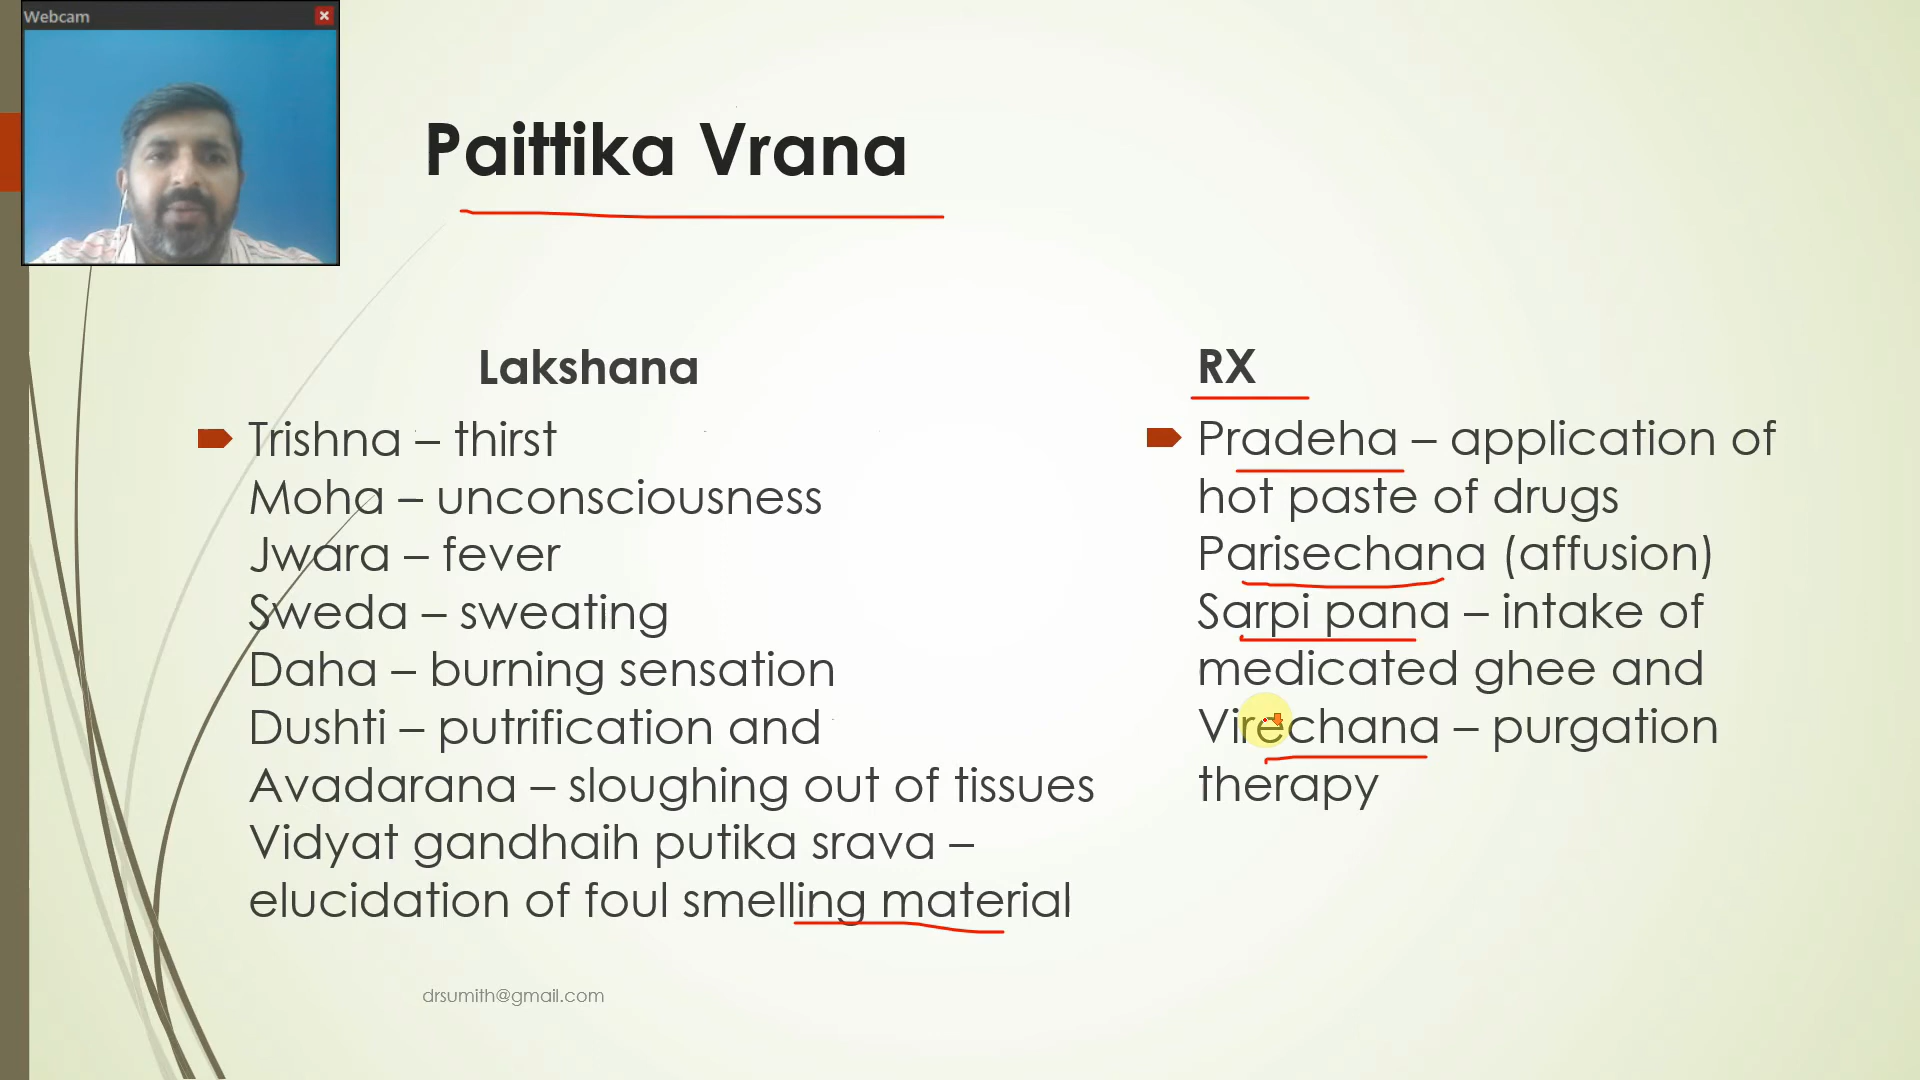 Webcam
Paittika Vrana
Lakshana
Trishna – thirst
Moha – unconsciousness
Jwara – fever
Sweda – sweating
Daha – burning sensation
Dushti – putrification and
Avadarana – sloughing out of tissues
Vidyat gandhaih putika srava –
elucidation of foul smelling material
RX
Pradeha – application of
hot paste of drugs
Parisechana (affusion)
Sarpi pana – intake of
medicated ghee and
Virechana – purgation
therapy
drsumith@gmail.com